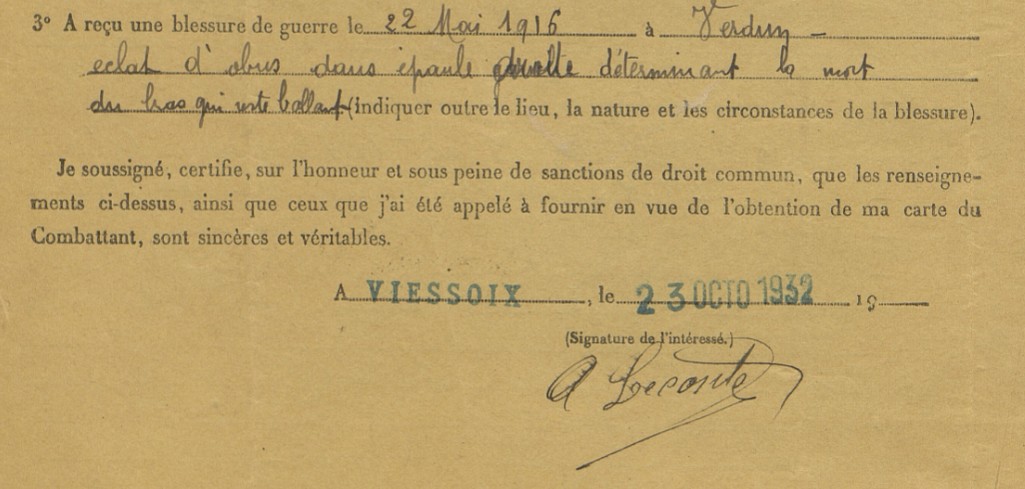 3° A reçu une blessure de guerre le 22 Mai 1916 à Verdun –
eclat d'obus dans épaule déterminant la mort
du bras qui reste ballant (indiquer outre le lieu, la nature et les circonstances de la blessure).
Je soussigné, certifie, sur l'honneur et sous peine de sanctions de droit commun, que les renseigne-
ments ci-dessus, ainsi que ceux que j'ai été appelé à fournir en vue de l'obtention de ma carte du
Combattant, sont sincères et véritables.
A VIESSOIX, le 23 OCTO 1932 19
(Signature de l'intéressé.)
A Lecomte